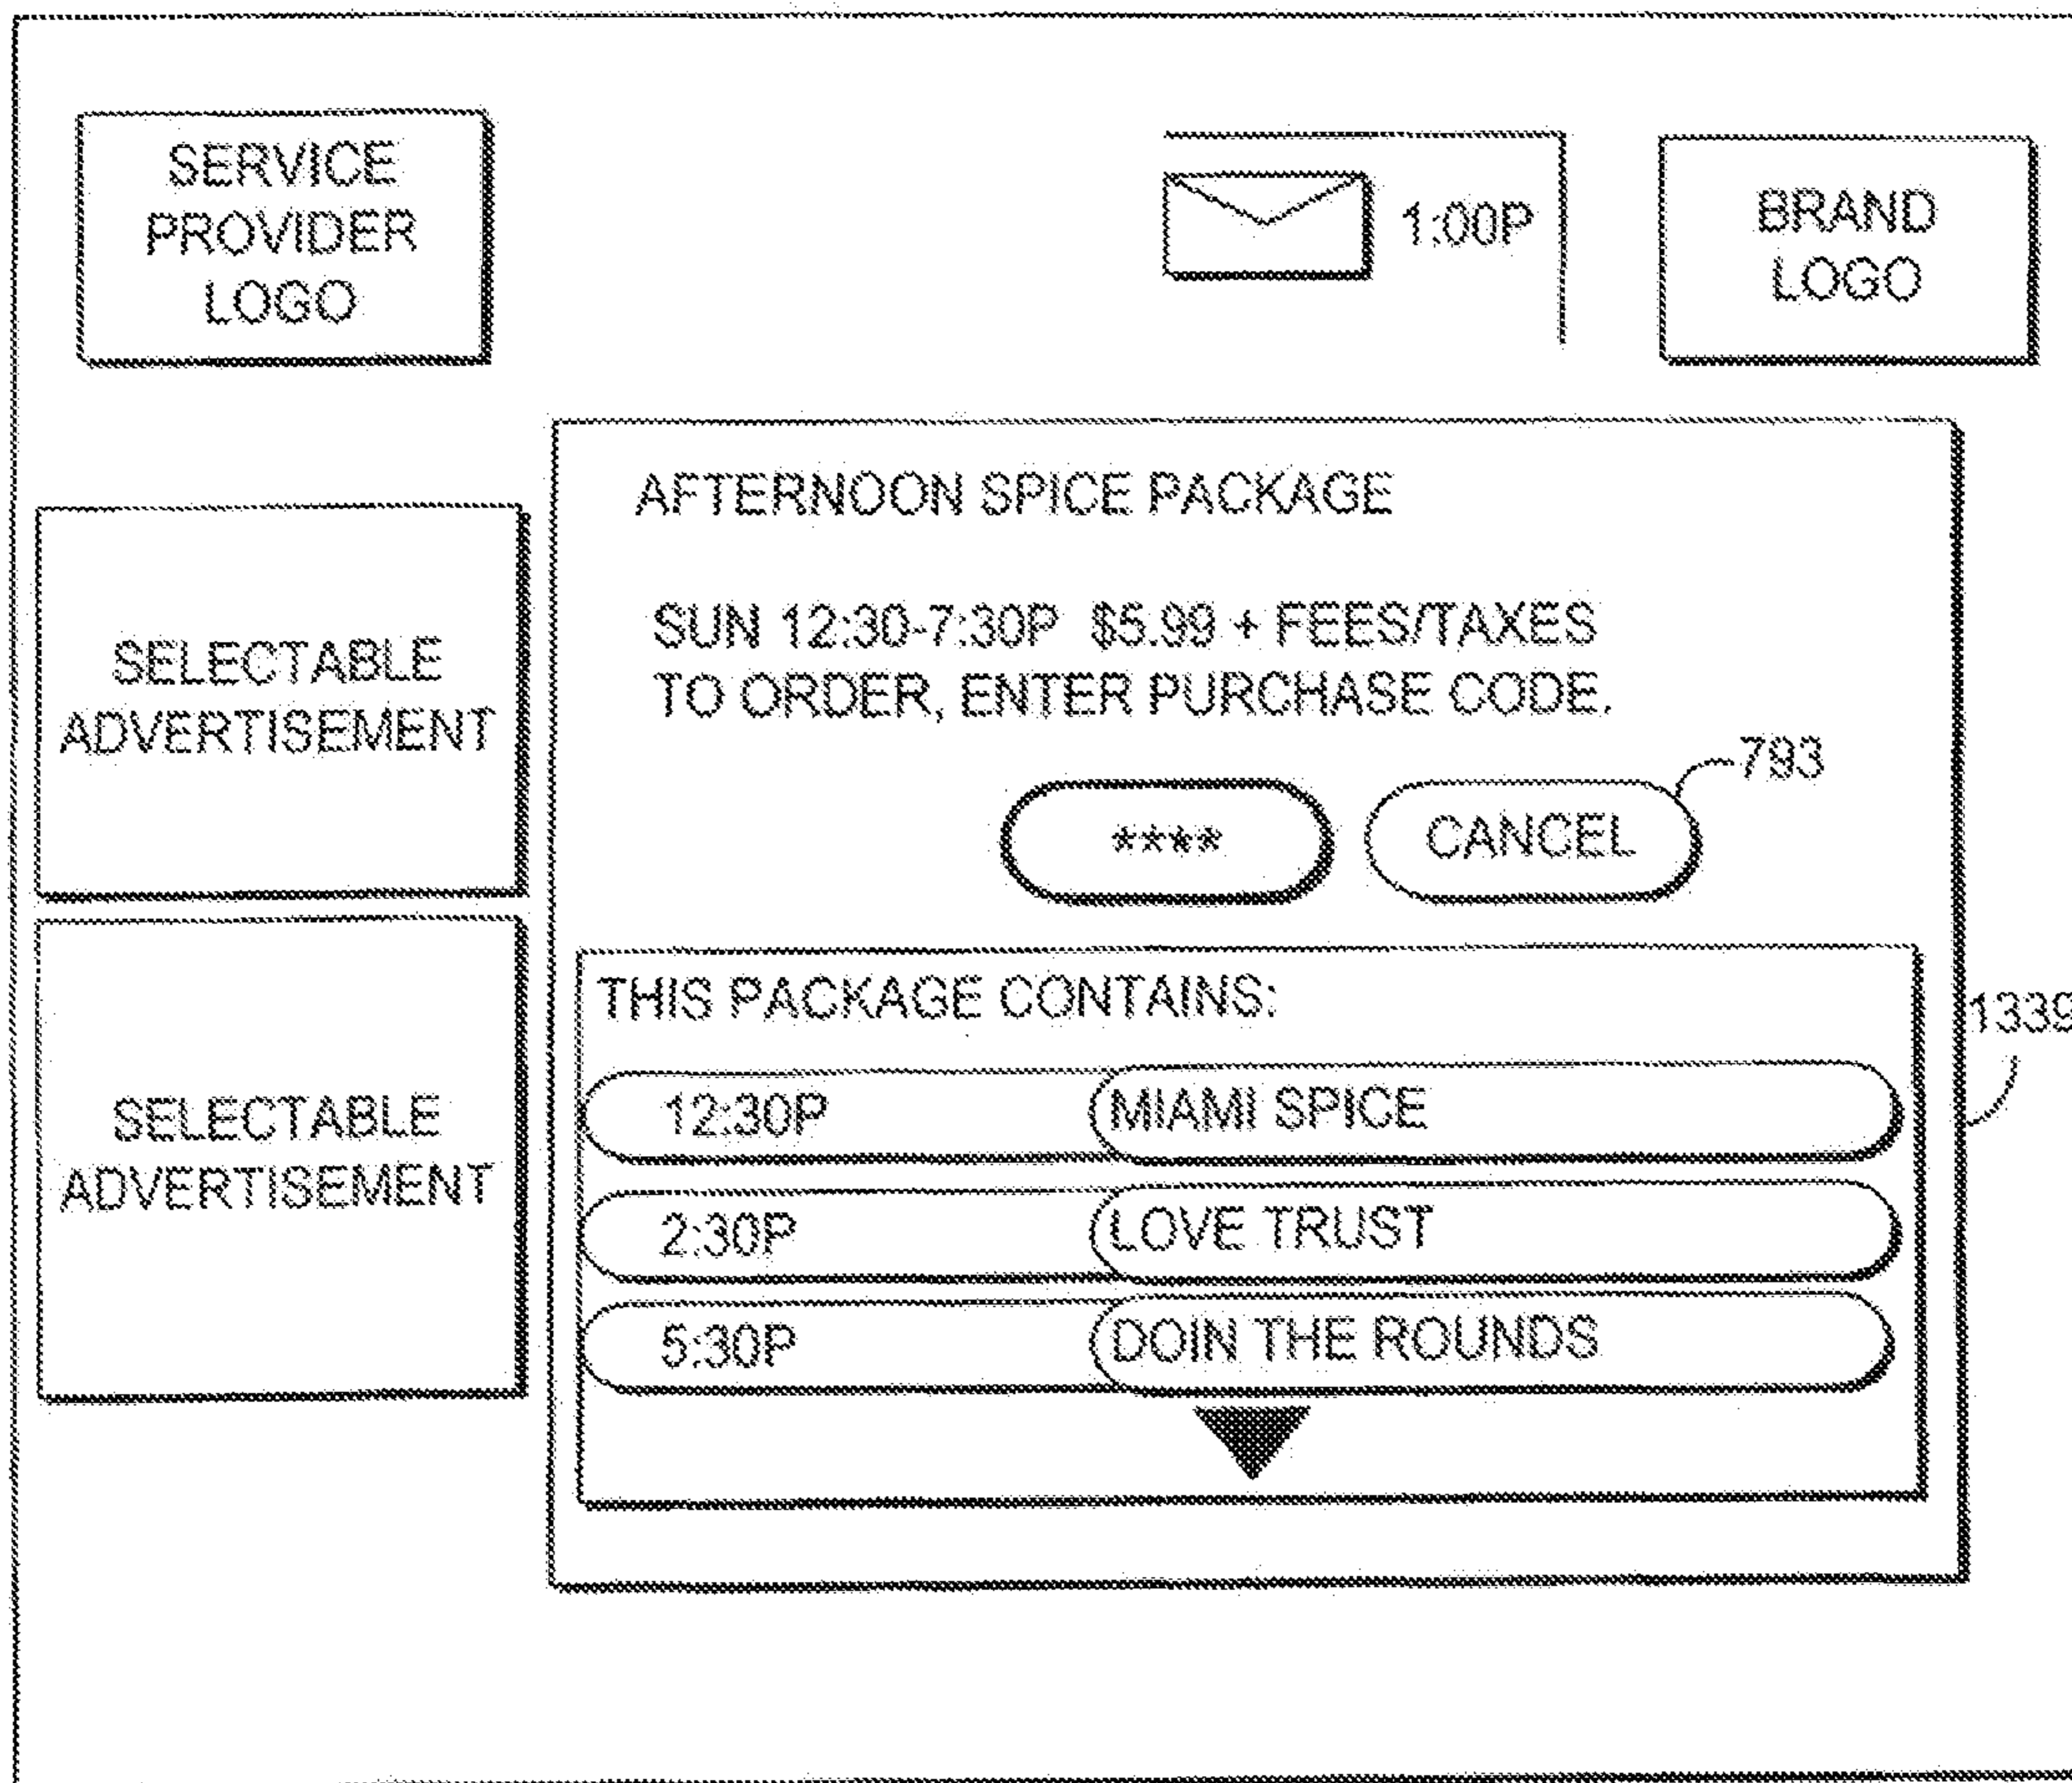 SERVICE
PROVIDER
LOGO
1:00P
BRAND
LOGO
AFTERNOON SPICE PACKAGE
SUN 12:30-7:30P $5.99 + FEES/TAXES
TO ORDER, ENTER PURCHASE CODE.
793
****
CANCEL
SELECTABLE
ADVERTISEMENT
SELECTABLE
ADVERTISEMENT
THIS PACKAGE CONTAINS:
1339
12:30P MIAMI SPICE
2:30P LOVE TRUST
5:30P DOIN THE ROUNDS